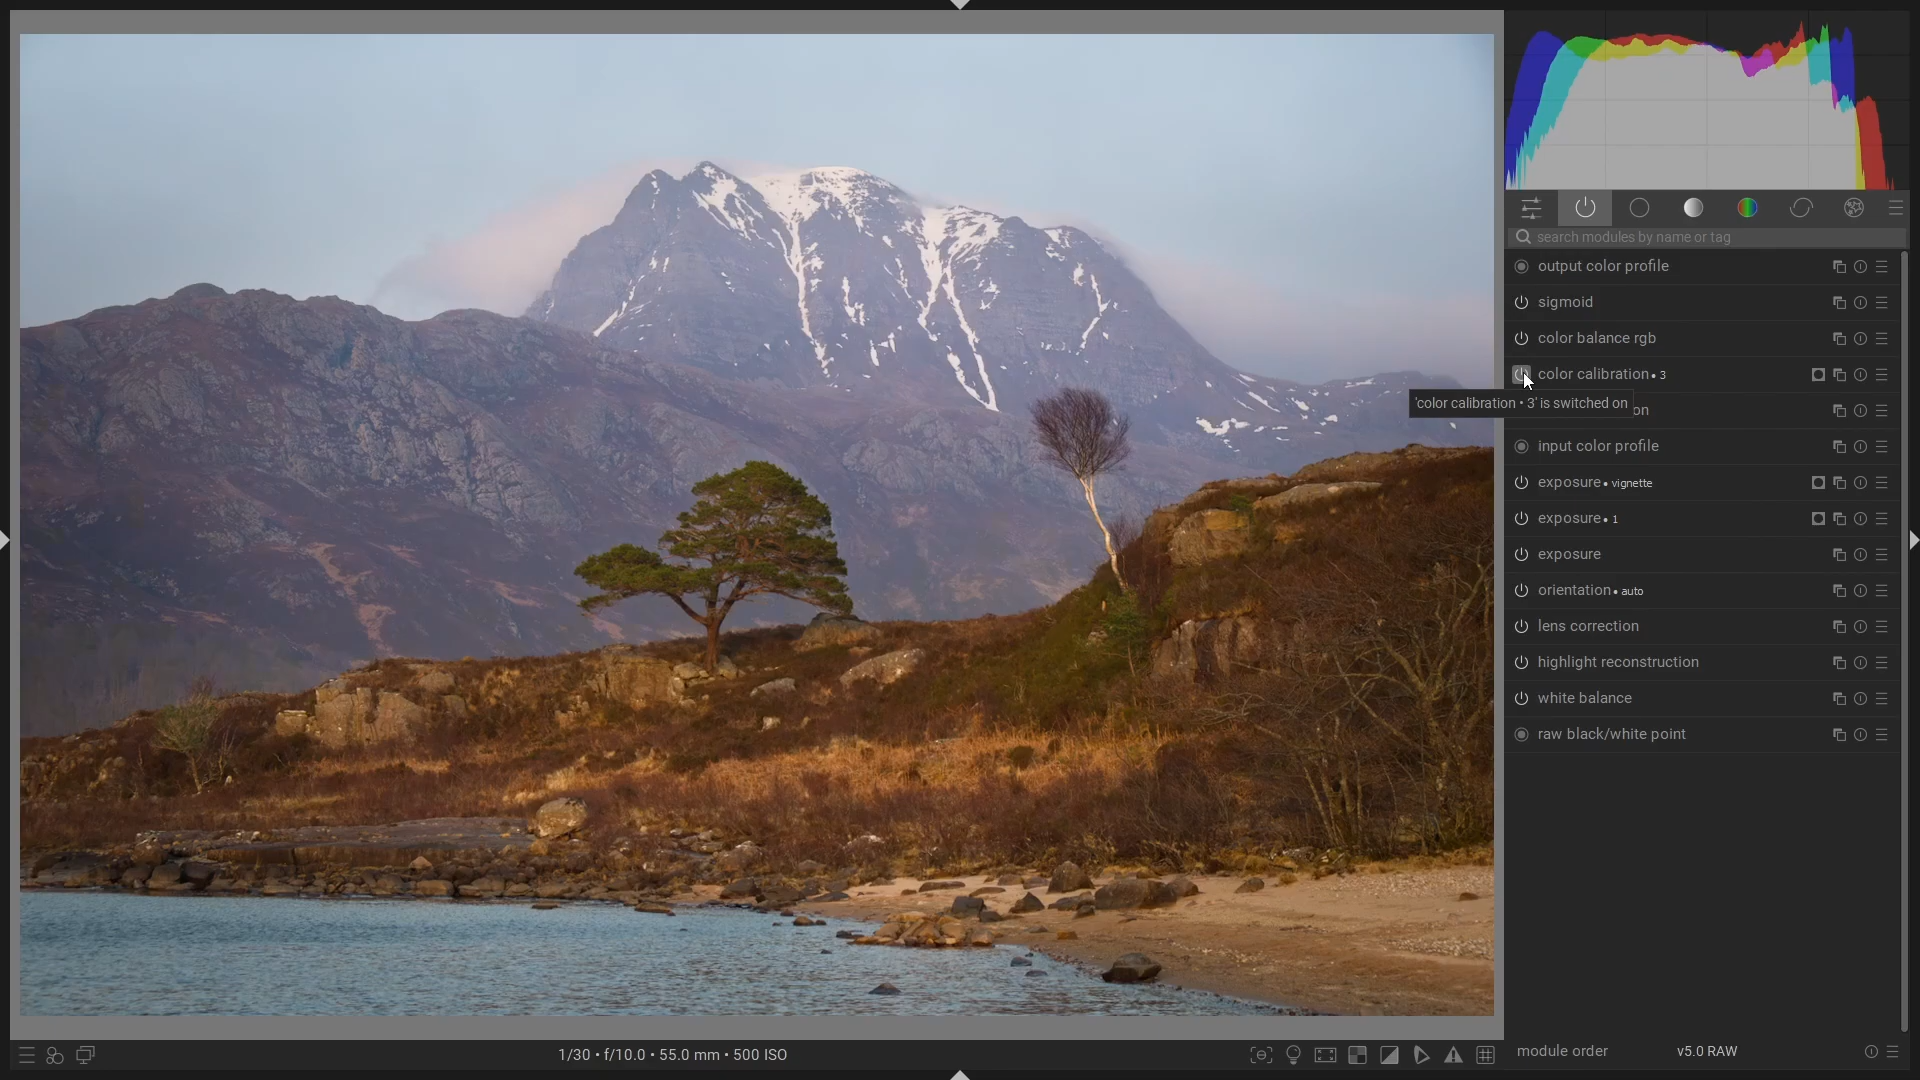 search modules by name or tag
output color profile
sigmoid
color balance rgb
color calibration • 3
'color calibration • 3' is switched on
on
input color profile
exposure • vignette
exposure • 1
exposure
orientation • auto
lens correction
highlight reconstruction
white balance
raw black/white point
1/30 • f/10.0 • 55.0 mm • 500 ISO
module order v5.0 RAW